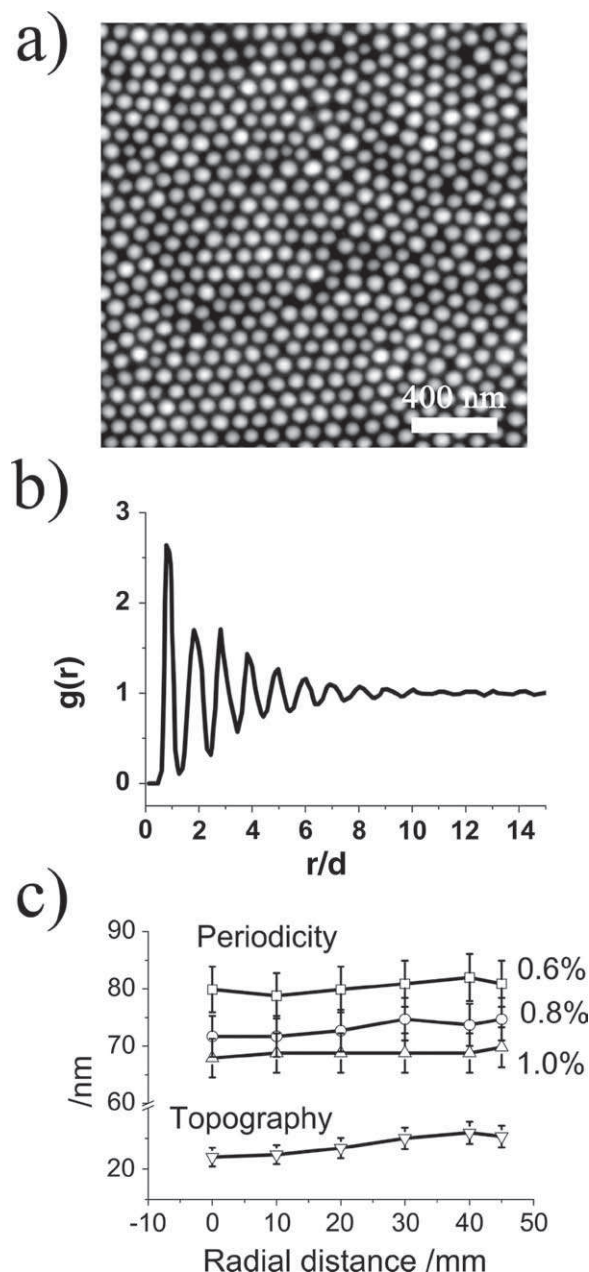 a)
400 nm
b)
3
2
1
0
g(r)
0 2 4 6 8 10 12 14
r/d
c)
90
80
70
60
20
/nm
Periodicity
0.6%
0.8%
1.0%
Topography
-10 0 10 20 30 40 50
Radial distance /mm